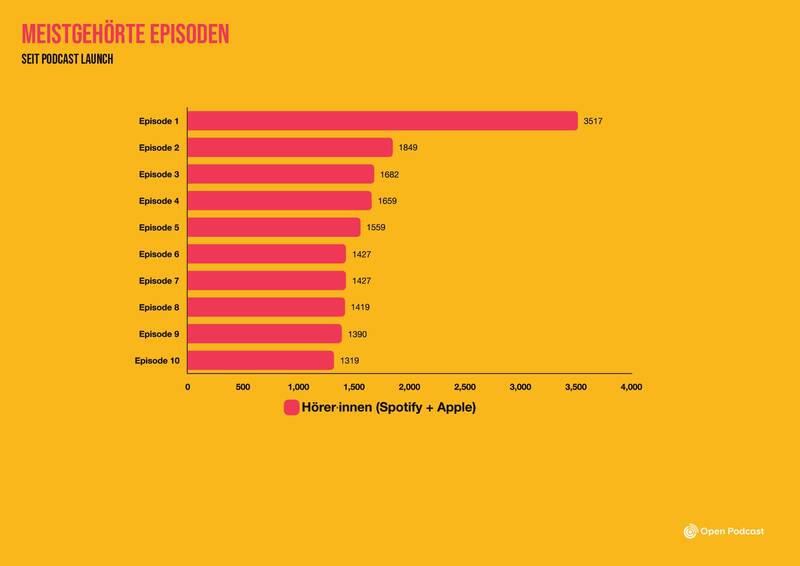 MEISTGEHÖRTE EPISODEN
SEIT PODCAST LAUNCH
Episode 1 3517
Episode 2 1849
Episode 3 1682
Episode 4 1659
Episode 5 1559
Episode 6 1427
Episode 7 1427
Episode 8 1419
Episode 9 1390
Episode 10 1319
0 500 1,000 1,500 2,000 2,500 3,000 3,500 4,000
Hörer·innen (Spotify + Apple)
Open Podcast